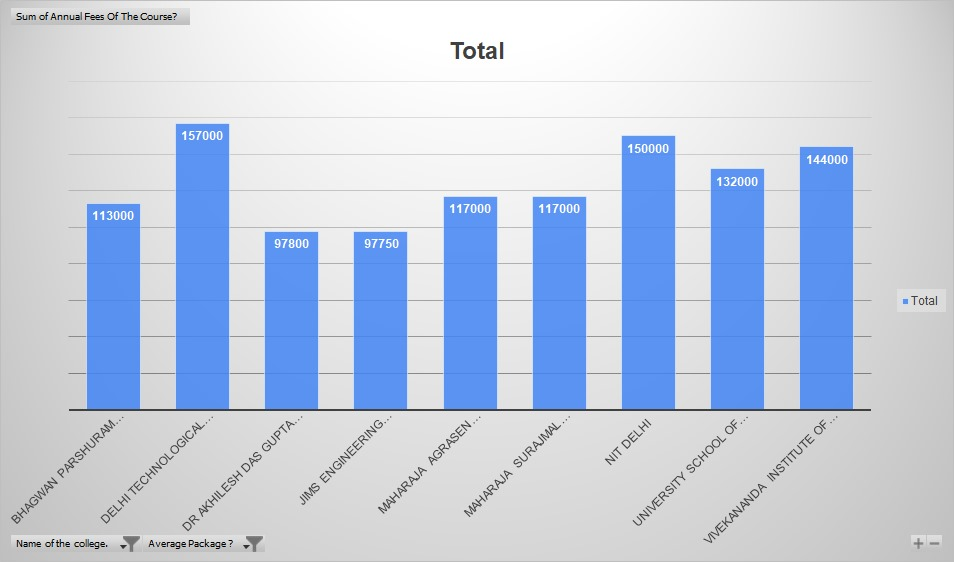 Sum of Annual Fees Of The Course?
Total
113000
157000
97800
97750
117000
117000
150000
132000
144000
Total
BHAGWAN PARSHURAM...
DELHI TECHNOLOGICAL...
DR AKHILESH DAS GUPTA...
JIMS ENGINEERING...
MAHARAJA AGRASEN...
MAHARAJA SURAJMAL...
NIT DELHI
UNIVERSITY SCHOOL OF...
VIVEKANANDA INSTITUTE OF...
Name of the college.
Average Package ?